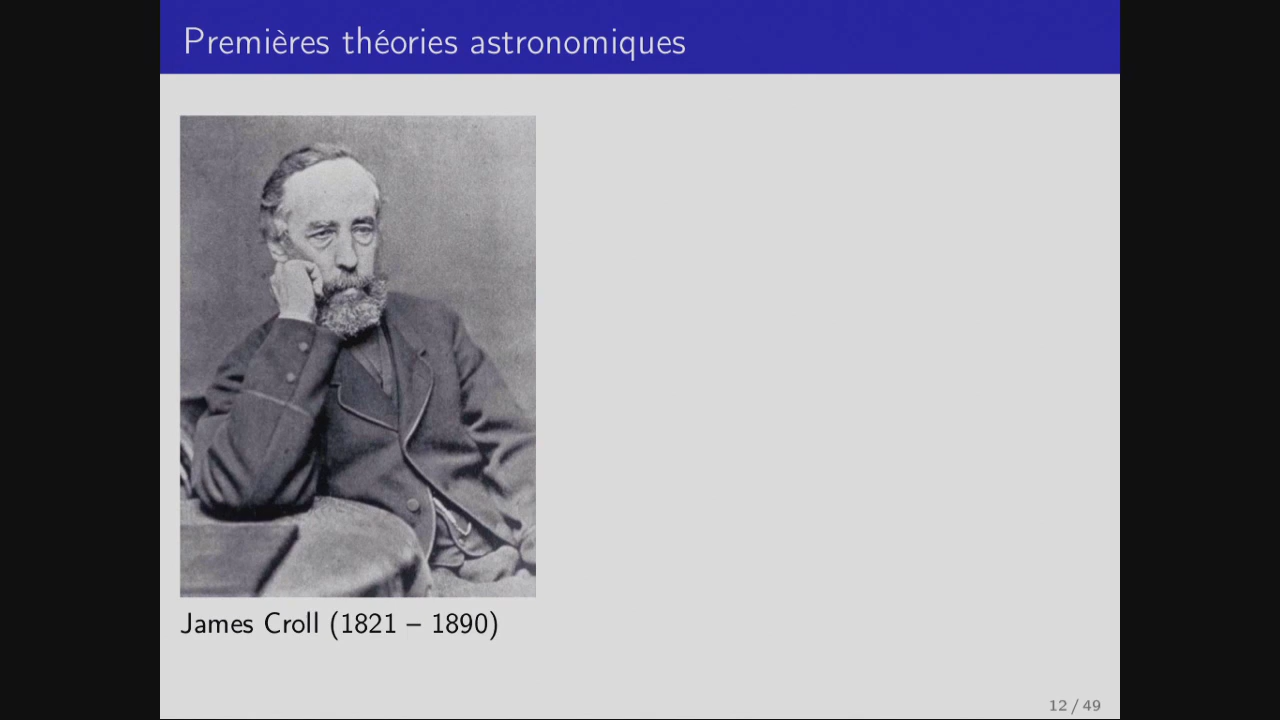 Premières théories astronomiques
James Croll (1821 – 1890)
12 / 49